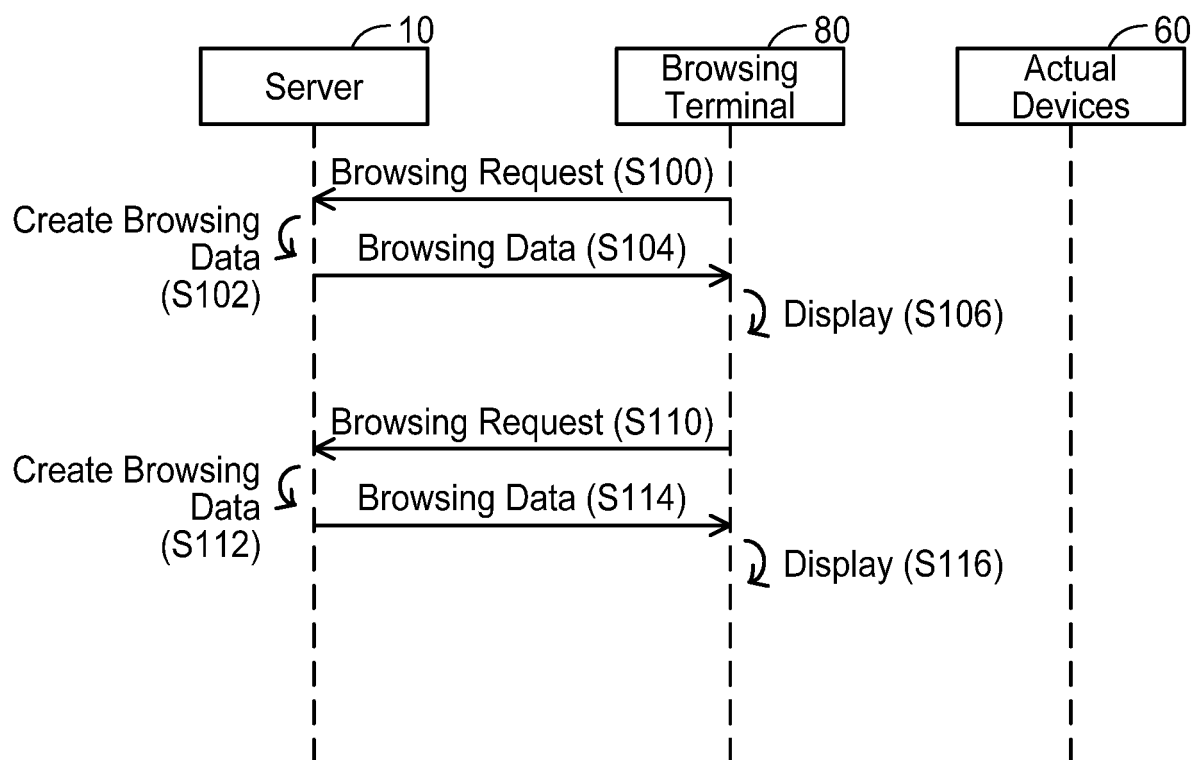 10
80
60
Server
Browsing
Terminal
Actual
Devices
Browsing Request (S100)
Create Browsing
Data
(S102)
Browsing Data (S104)
Display (S106)
Browsing Request (S110)
Create Browsing
Data
(S112)
Browsing Data (S114)
Display (S116)